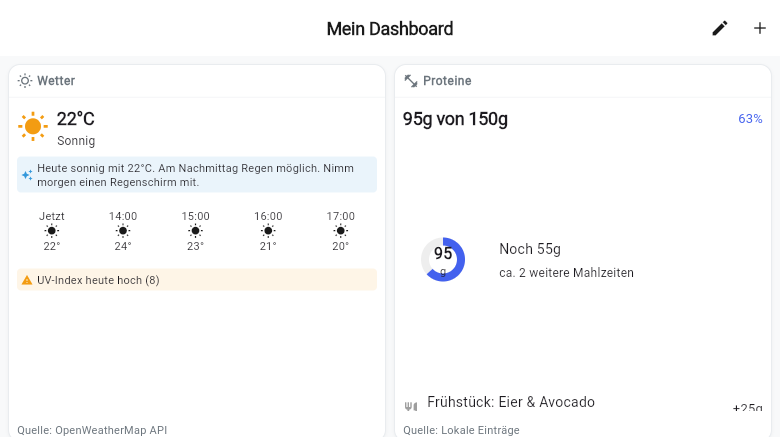 Mein Dashboard
Wetter
22°C
Sonnig
Heute sonnig mit 22°C. Am Nachmittag Regen möglich. Nimm
morgen einen Regenschirm mit.
Jetzt 14:00 15:00 16:00 17:00
22° 24° 23° 21° 20°
UV-Index heute hoch (8)
Quelle: OpenWeatherMap API
Proteine
95g von 150g 63%
95
g
Noch 55g
ca. 2 weitere Mahlzeiten
Frühstück: Eier & Avocado
+25g
Quelle: Lokale Einträge